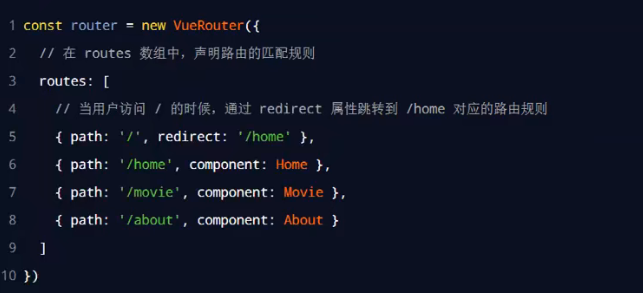 1 const router = new VueRouter({
2 // 在 routes 数组中，声明路由的匹配规则
3 routes: [
4 // 当用户访问 / 的时候，通过 redirect 属性跳转到 /home 对应的路由规则
5 { path: '/', redirect: '/home' },
6 { path: '/home', component: Home },
7 { path: '/movie', component: Movie },
8 { path: '/about', component: About }
9 ]
10 })